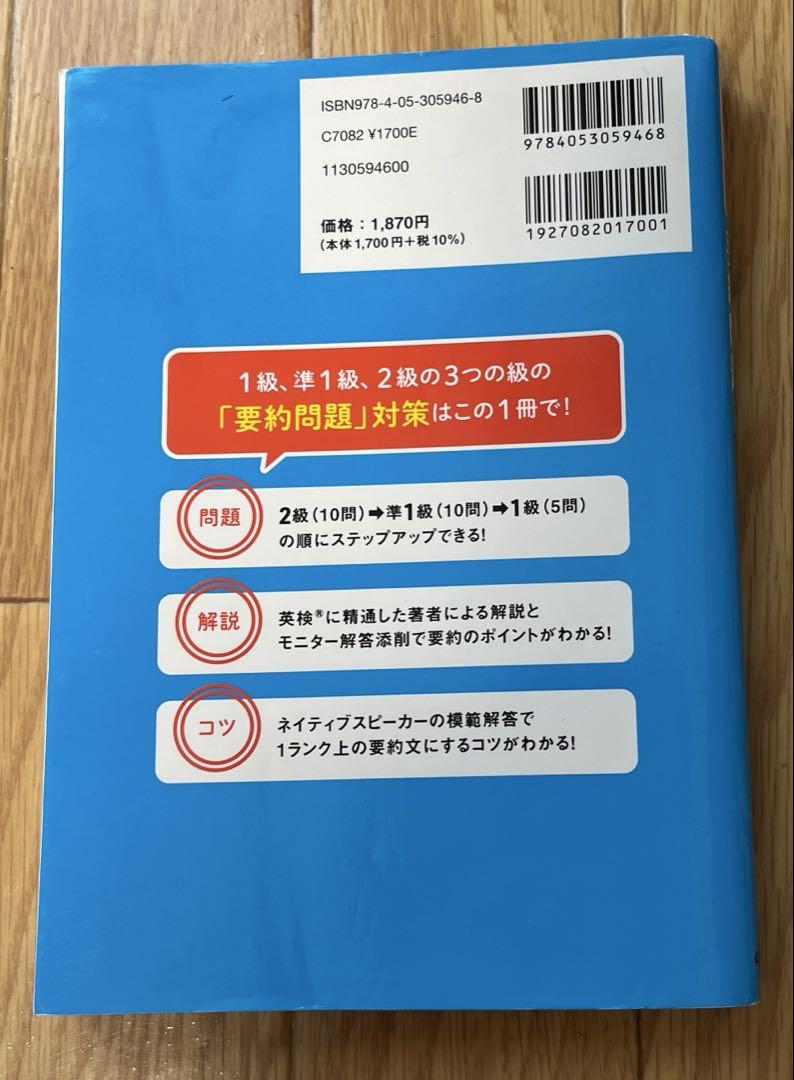 ISBN978-4-05-305946-8
C7082 ¥1700E
1130594600
価格：1,870円
（本体1,700円＋税10%）
9784053059468
1927082017001
1級、準1級、2級の3つの級の
「要約問題」対策はこの1冊で！
問題
2級（10問）➡準1級（10問）➡1級（5問）
の順にステップアップできる！
解説
英検®に精通した著者による解説と
モニター解答添削で要約のポイントがわかる！
コツ
ネイティブスピーカーの模範解答で
1ランク上の要約文にするコツがわかる！